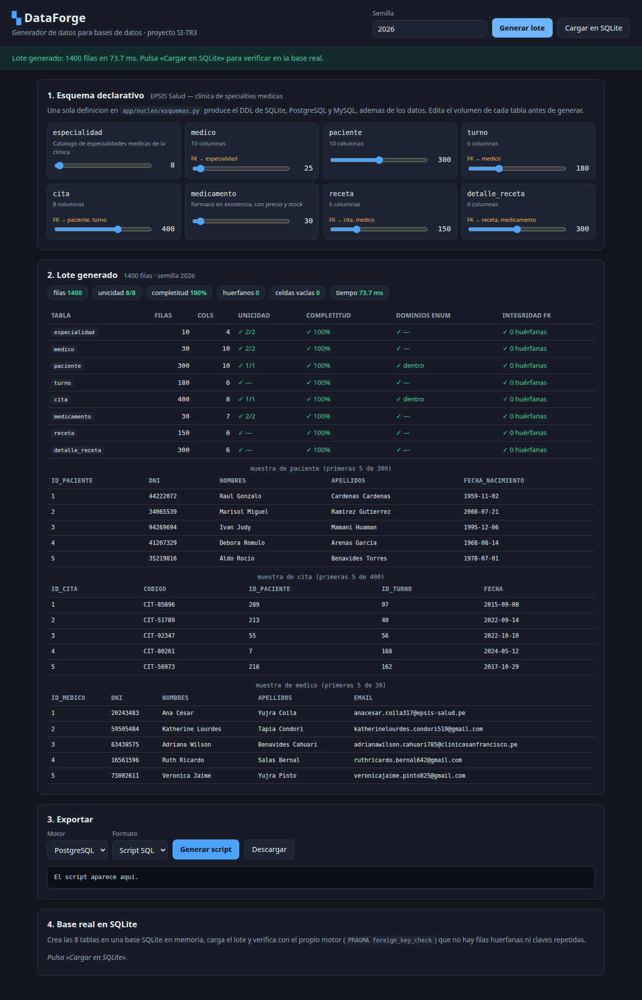 DataForge
Generador de datos para bases de datos · proyecto SI-783
Semilla
2026
Generar lote
Cargar en SQLite
Lote generado: 1400 filas en 73.7 ms. Pulsa «Cargar en SQLite» para verificar en la base real.
1. Esquema declarativo EPSIS Salud — clinica de specialties medicas
Una sola definicion en app/nucleo/esquemas.py produce el DDL de SQLite, PostgreSQL y MySQL, ademas de los datos. Edita el volumen de cada tabla antes de generar.
especialidad
Catalogo de especialidades medicas de la
clinica
8
medico
10 columnas
FK → especialidad
25
paciente
10 columnas
300
turno
6 columnas
FK → medico
180
cita
8 columnas
FK → paciente, turno
400
medicamento
Farmaco en existencia, con precio y stock
30
receta
6 columnas
FK → cita, medico
150
detalle_receta
6 columnas
FK → receta, medicamento
300
2. Lote generado 1400 filas · semilla 2026
filas 1400 unicidad 8/8 completitud 100% huerfanos 0 celdas vacías 0 tiempo 73.7 ms
TABLA FILAS COLS UNICIDAD COMPLETITUD DOMINIOS ENUM INTEGRIDAD FK
especialidad 10 4 ✓ 2/2 ✓ 100% ✓ — ✓ 0 huérfanas
medico 30 10 ✓ 2/2 ✓ 100% ✓ — ✓ 0 huérfanas
paciente 300 10 ✓ 1/1 ✓ 100% ✓ dentro ✓ 0 huérfanas
turno 180 6 ✓ — ✓ 100% ✓ — ✓ 0 huérfanas
cita 400 8 ✓ 1/1 ✓ 100% ✓ dentro ✓ 0 huérfanas
medicamento 30 7 ✓ 2/2 ✓ 100% ✓ — ✓ 0 huérfanas
receta 150 6 ✓ — ✓ 100% ✓ — ✓ 0 huérfanas
detalle_receta 300 6 ✓ — ✓ 100% ✓ — ✓ 0 huérfanas
muestra de paciente (primeras 5 de 300)
ID_PACIENTE DNI NOMBRES APELLIDOS FECHA_NACIMIENTO
1 44222072 Raul Gonzalo Cardenas Cardenas 1959-11-02
2 34065539 Marisol Miguel Ramirez Gutierrez 2008-07-21
3 94269694 Ivan Judy Mamani Huaman 1995-12-06
4 41207329 Debora Romulo Arenas Garcia 1968-08-14
5 35219816 Aldo Rocio Benavides Torres 1978-07-01
muestra de cita (primeras 5 de 400)
ID_CITA CODIGO ID_PACIENTE ID_TURNO FECHA
1 CIT-85896 289 97 2015-09-08
2 CIT-51789 213 40 2022-09-14
3 CIT-92347 55 56 2022-10-10
4 CIT-80261 7 168 2024-05-12
5 CIT-56973 216 162 2017-10-29
muestra de medico (primeras 5 de 30)
ID_MEDICO DNI NOMBRES APELLIDOS EMAIL
1 20243483 Ana Cesar Yujra Coila anacesar.coila317@epsis-salud.pe
2 59505484 Katherine Lourdes Tapia Condori katherinelourdes.condori519@gmail.com
3 63438575 Adriana Wilson Benavides Cahuari adrianawilson.cahuari785@clinicasanfrancisco.pe
4 16561596 Ruth Ricardo Salas Bernal ruthricardo.bernal642@gmail.com
5 73002611 Veronica Jaime Yujra Pinto veronicajaime.pinto825@gmail.com
3. Exportar
Motor Formato
PostgreSQL Script SQL Generar script Descargar
El script aparece aqui.
4. Base real en SQLite
Crea las 8 tablas en una base SQLite en memoria, carga el lote y verifica con el propio motor ( PRAGMA foreign_key_check ) que no hay filas huerfanas ni claves repetidas.
Pulsa «Cargar en SQLite».